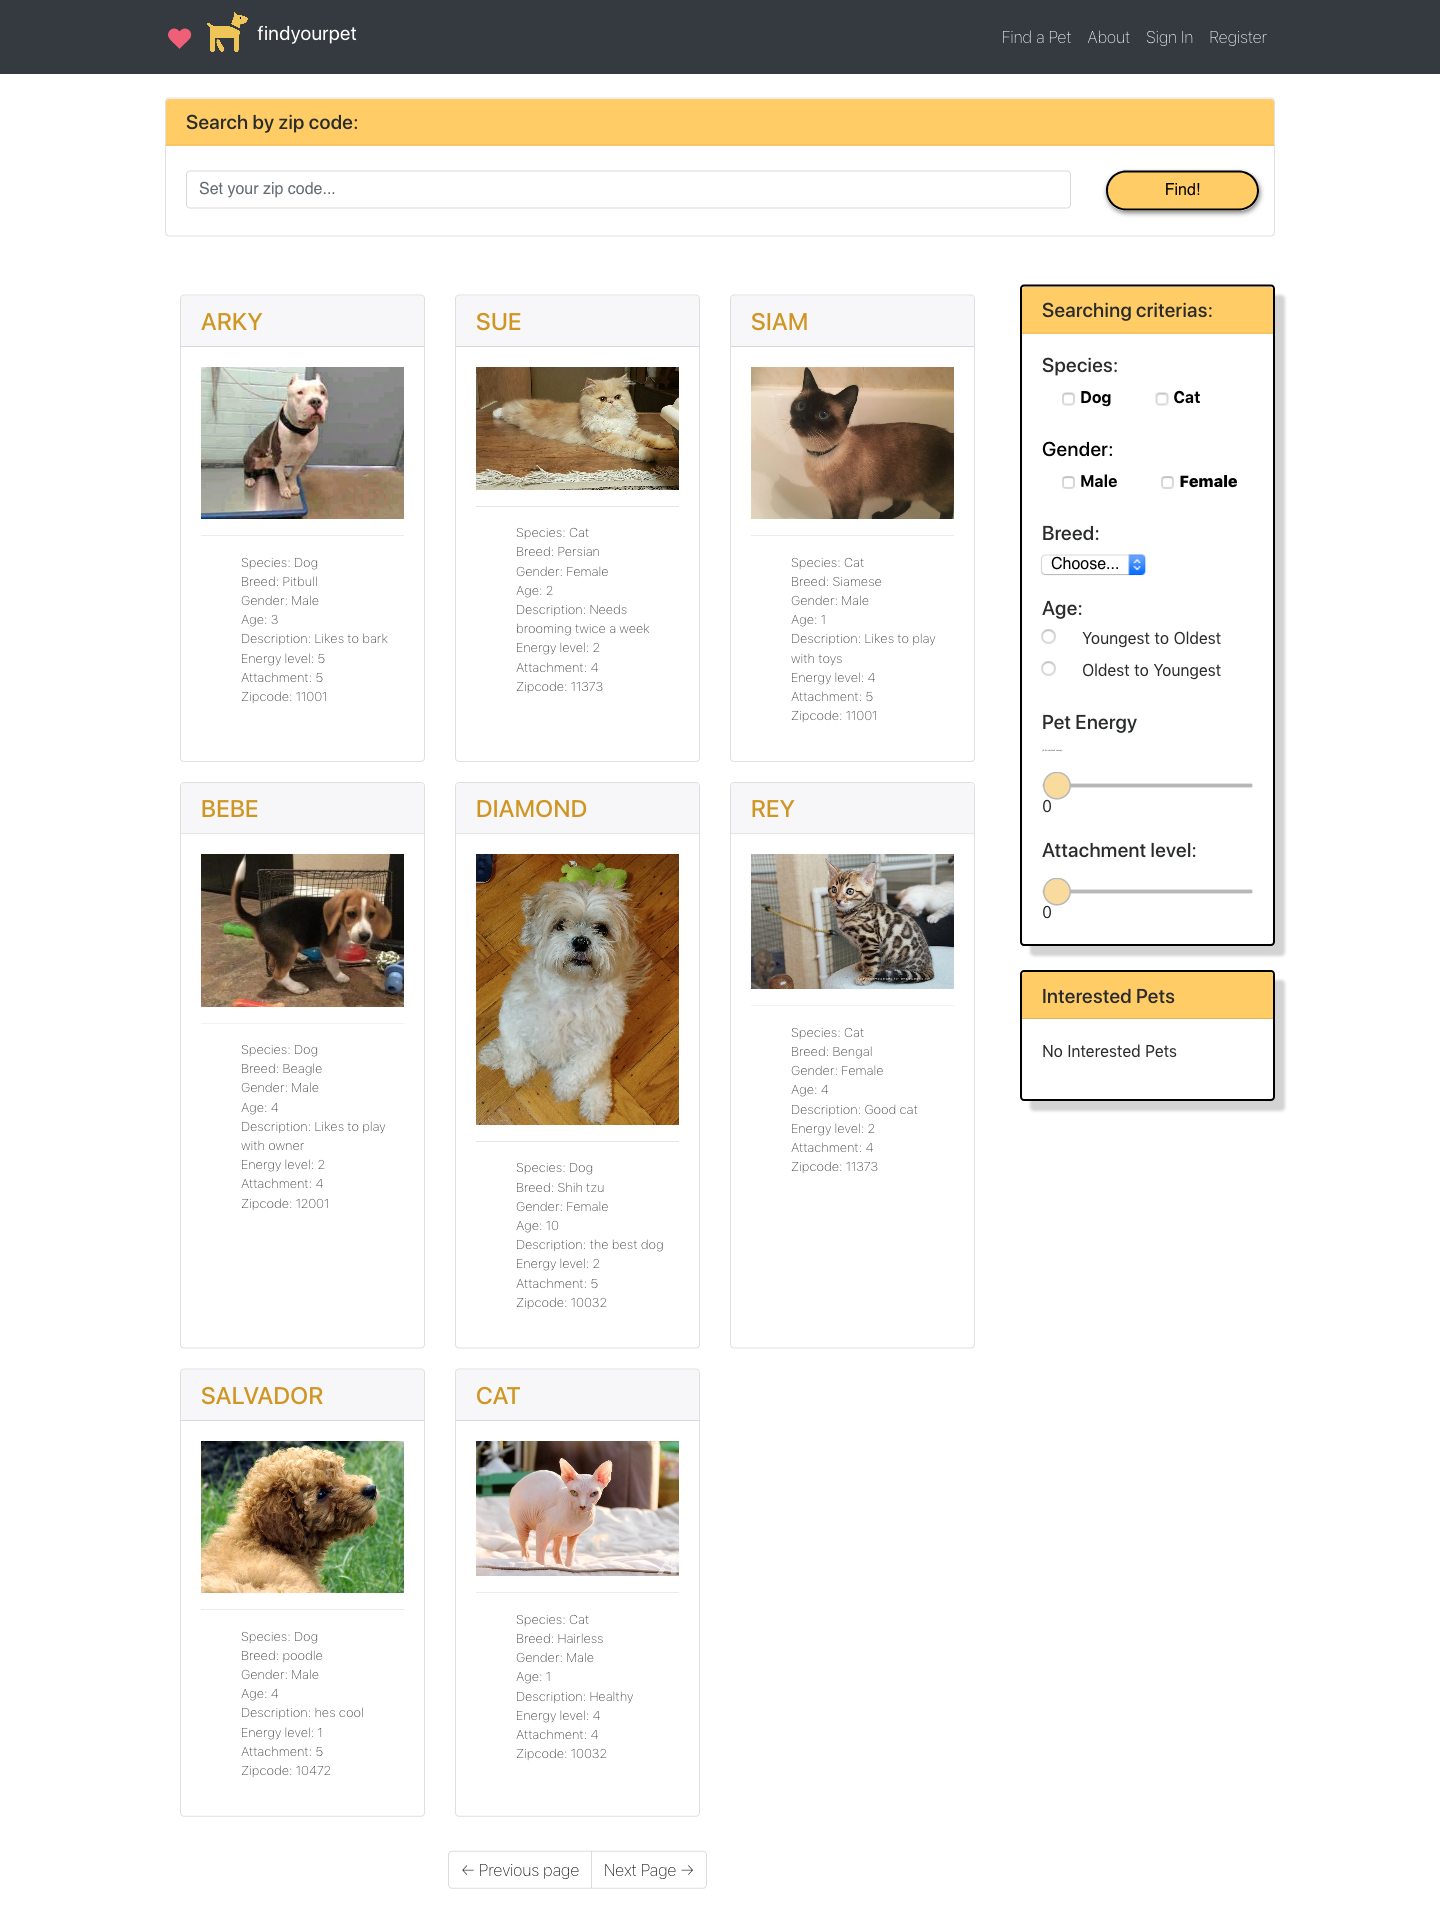 findyourpet
Find a Pet
About
Sign In
Register
Search by zip code:
Set your zip code...
Find!
ARKY
Species: Dog
Breed: Pitbull
Gender: Male
Age: 3
Description: Likes to bark
Energy level: 5
Attachment: 5
Zipcode: 11001
SUE
Species: Cat
Breed: Persian
Gender: Female
Age: 2
Description: Needs
brooming twice a week
Energy level: 2
Attachment: 4
Zipcode: 11373
SIAM
Species: Cat
Breed: Siamese
Gender: Male
Age: 1
Description: Likes to play
with toys
Energy level: 4
Attachment: 5
Zipcode: 11001
BEBE
Species: Dog
Breed: Beagle
Gender: Male
Age: 4
Description: Likes to play
with owner
Energy level: 2
Attachment: 4
Zipcode: 12001
DIAMOND
Species: Dog
Breed: Shih tzu
Gender: Female
Age: 10
Description: the best dog
Energy level: 2
Attachment: 5
Zipcode: 10032
REY
Species: Cat
Breed: Bengal
Gender: Female
Age: 4
Description: Good cat
Energy level: 2
Attachment: 4
Zipcode: 11373
SALVADOR
Species: Dog
Breed: poodle
Gender: Male
Age: 4
Description: hes cool
Energy level: 1
Attachment: 5
Zipcode: 10472
CAT
Species: Cat
Breed: Hairless
Gender: Male
Age: 1
Description: Healthy
Energy level: 4
Attachment: 4
Zipcode: 10032
Searching criterias:
Species:
Dog
Cat
Gender:
Male
Female
Breed:
Choose...
Age:
Youngest to Oldest
Oldest to Youngest
Pet Energy
0
Attachment level:
0
Interested Pets
No Interested Pets
← Previous page
Next Page →